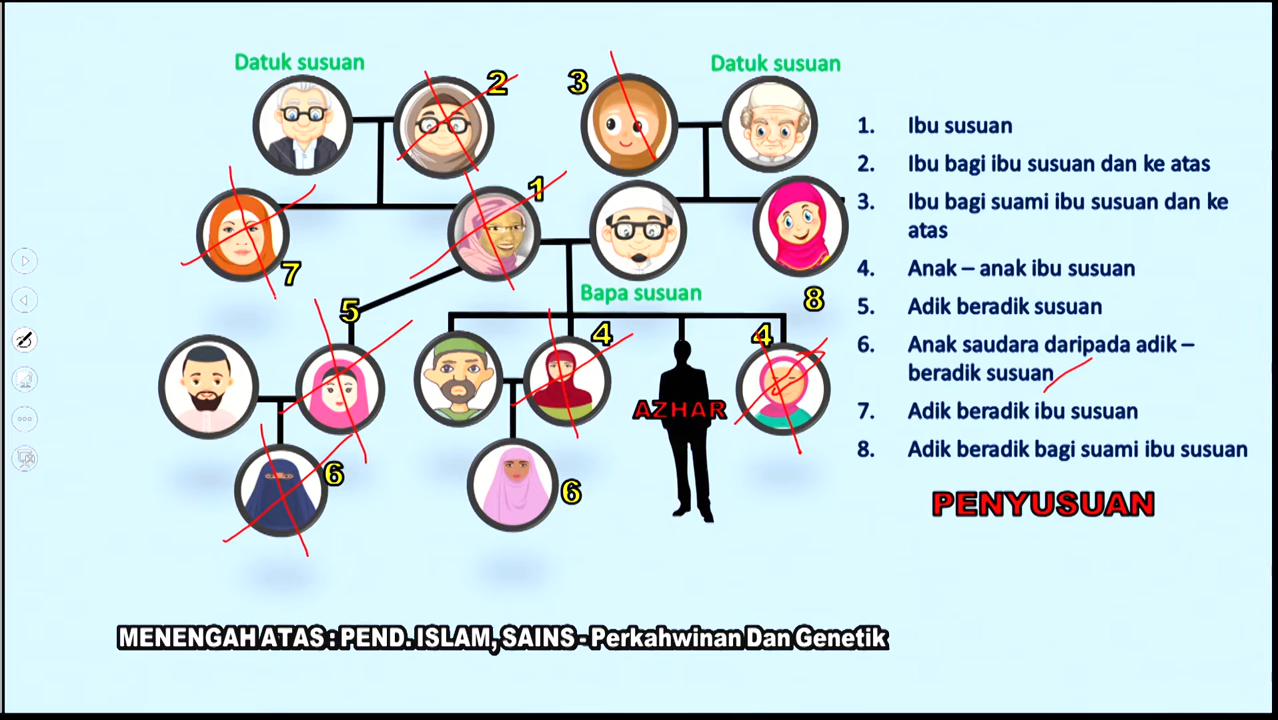 Datuk susuan
2
3
Datuk susuan
1
7
Bapa susuan
8
5
4
4
AZHAR
6
6
1. Ibu susuan
2. Ibu bagi ibu susuan dan ke atas
3. Ibu bagi suami ibu susuan dan ke
atas
4. Anak – anak ibu susuan
5. Adik beradik susuan
6. Anak saudara daripada adik –
beradik susuan
7. Adik beradik ibu susuan
8. Adik beradik bagi suami ibu susuan
PENYUSUAN
MENENGAH ATAS : PEND. ISLAM, SAINS - Perkahwinan Dan Genetik